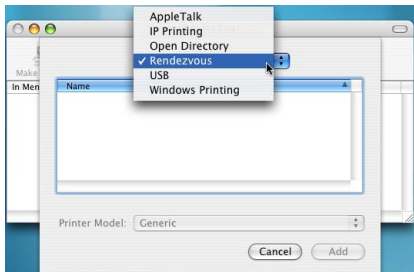 AppleTalk
IP Printing
Open Directory
✓ Rendezvous
USB
Windows Printing
Make
In Men
Name
Printer Model: Generic
Cancel Add